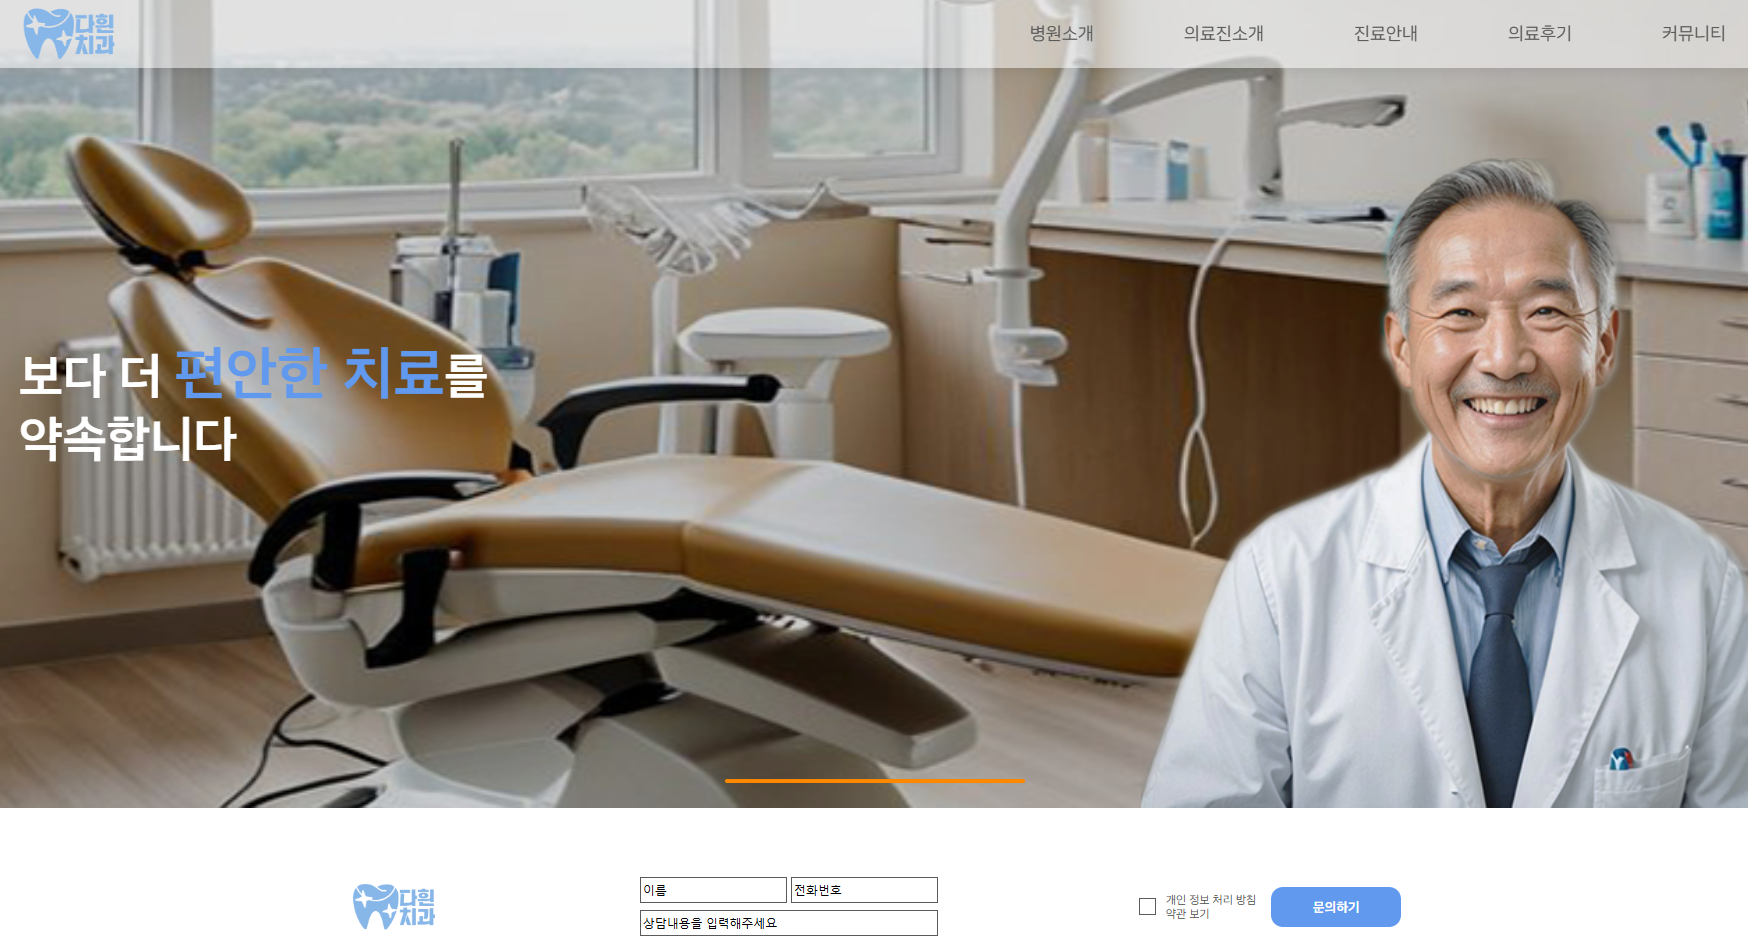 다흰
치과
병원소개 의료진소개 진료안내 의료후기 커뮤니티
보다 더 편안한 치료를
약속합니다
다흰
치과
이름 전화번호
상담내용을 입력해주세요
개인 정보 처리 방침
약관 보기
문의하기